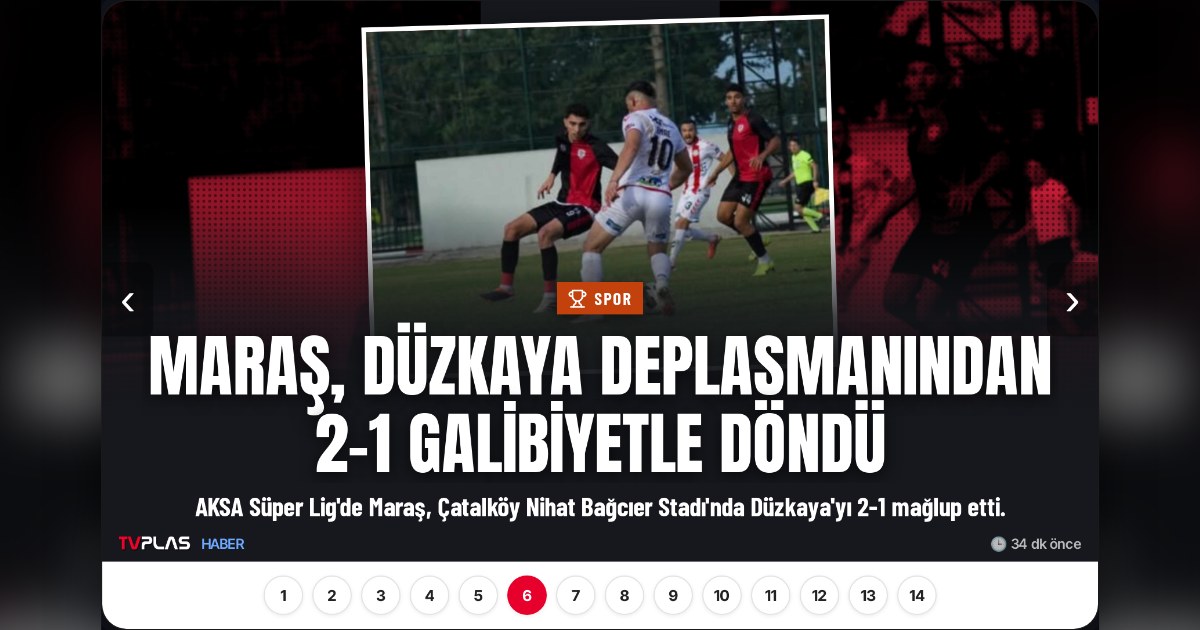 10
SPOR
MARAŞ, DÜZKAYA DEPLASMANINDAN
2-1 GALİBİYETLE DÖNDÜ
AKSA Süper Lig'de Maraş, Çatalköy Nihat Bağcıer Stadı'nda Düzkaya'yı 2-1 mağlup etti.
TVPLAS HABER
34 dk önce
1 2 3 4 5 6 7 8 9 10 11 12 13 14